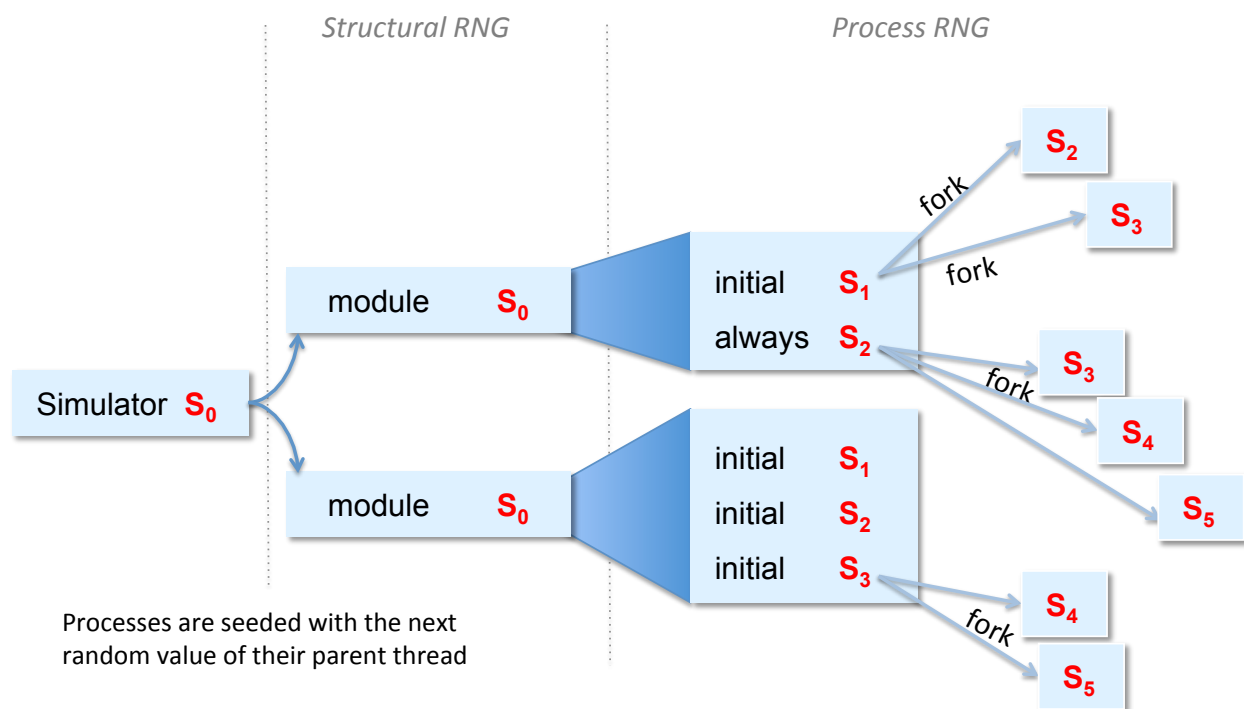 Structural RNG
Process RNG
S₂
fork
S₃
fork
initial S₁
module S₀
always S₂
S₃
fork
Simulator S₀
S₄
initial S₁
module S₀
initial S₂
S₅
initial S₃
S₄
fork
Processes are seeded with the next
random value of their parent thread
S₅